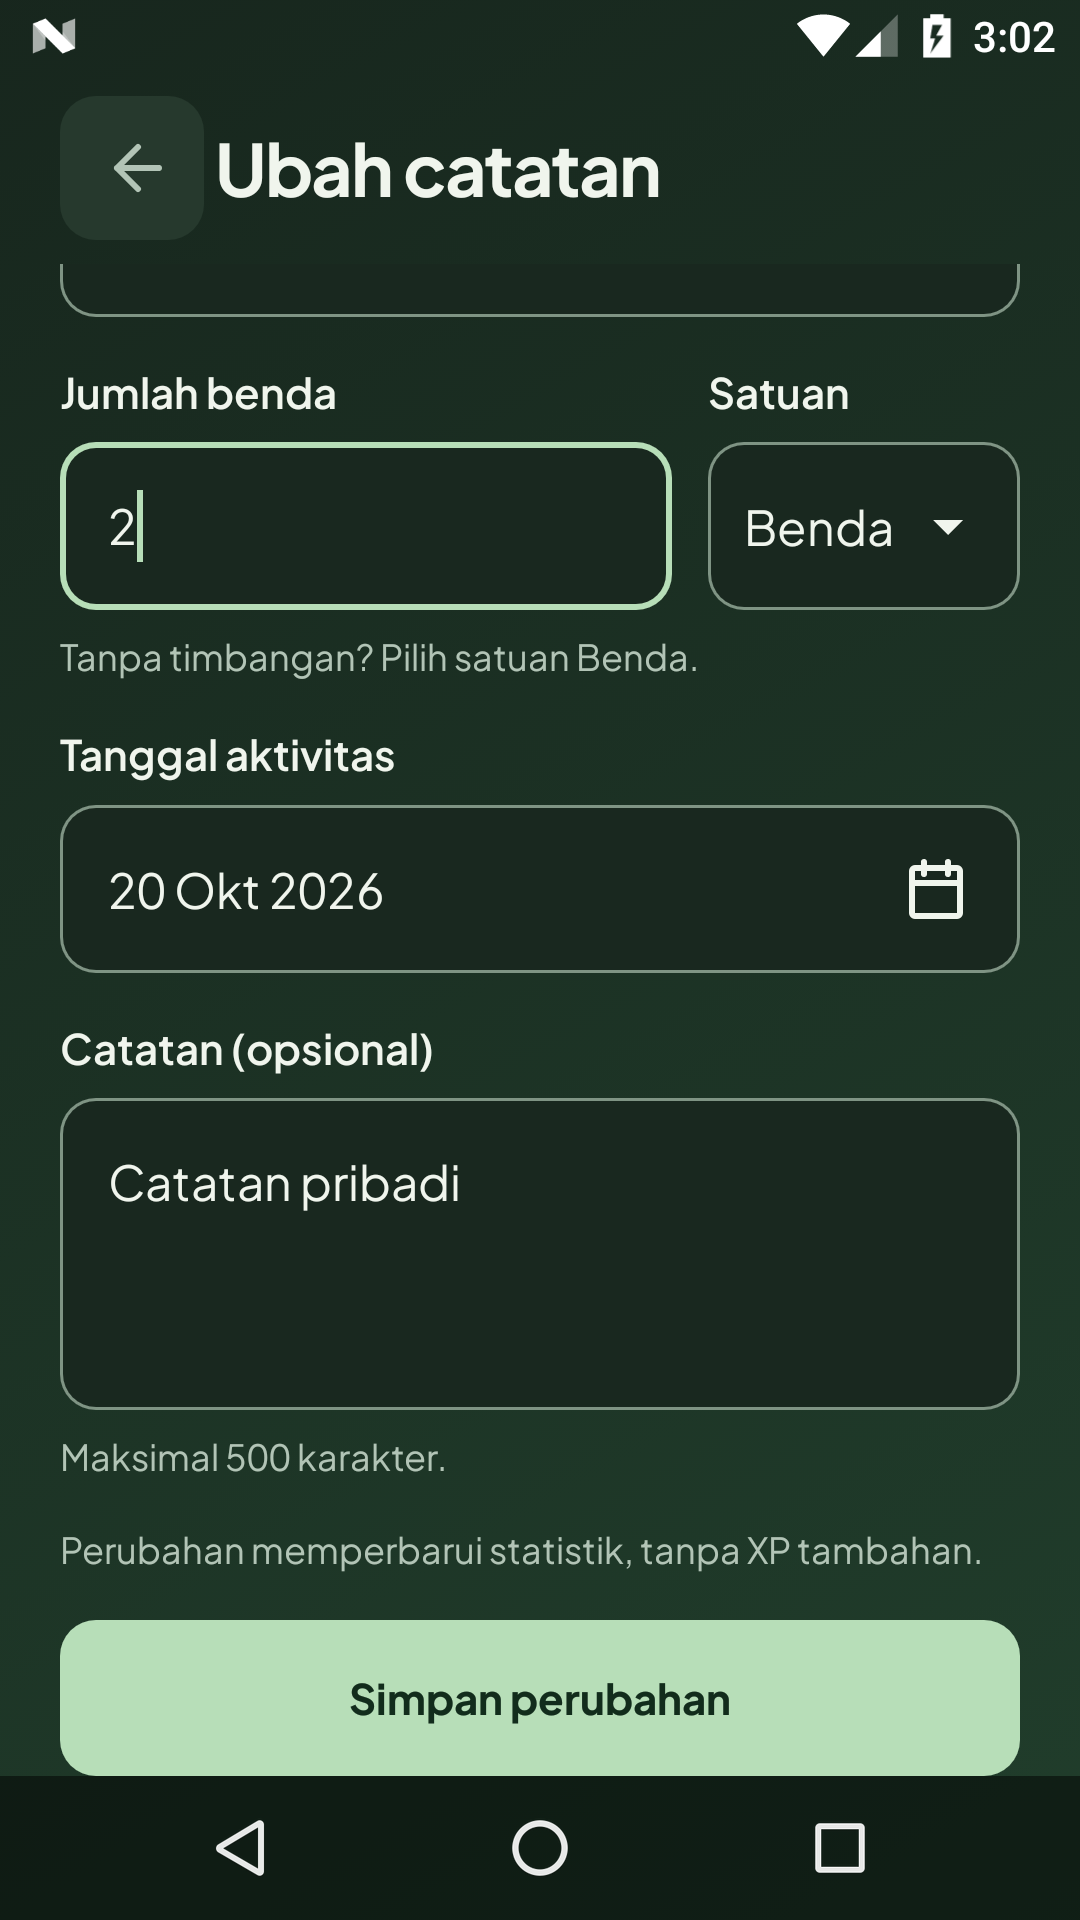 3:02
Ubah catatan
Jumlah benda
Satuan
2
Benda
Tanpa timbangan? Pilih satuan Benda.
Tanggal aktivitas
20 Okt 2026
Catatan (opsional)
Catatan pribadi
Maksimal 500 karakter.
Perubahan memperbarui statistik, tanpa XP tambahan.
Simpan perubahan